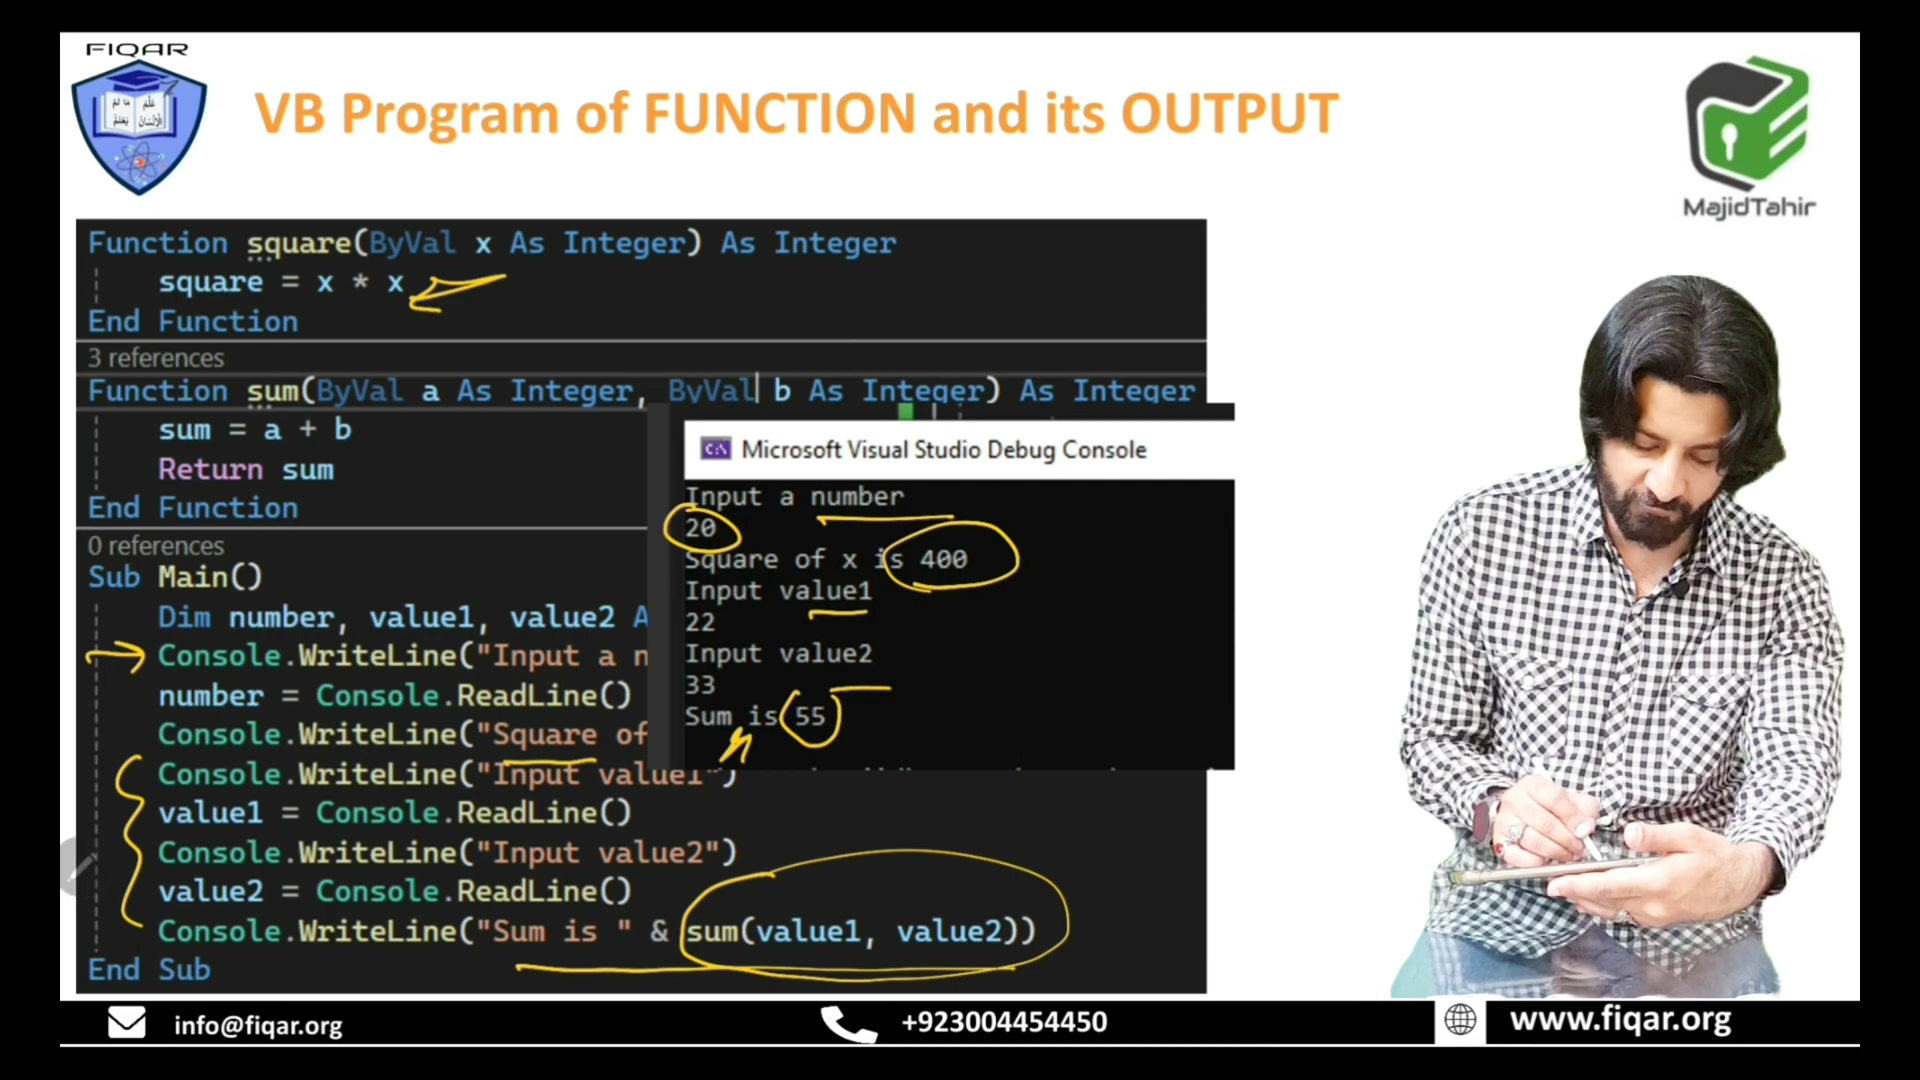 FIQAR
VB Program of FUNCTION and its OUTPUT
MajidTahir
Function square(ByVal x As Integer) As Integer
square = x * x
End Function
3 references
Function sum(ByVal a As Integer, ByVal b As Integer) As Integer
sum = a + b
Return sum
End Function
0 references
Sub Main()
Dim number, value1, value2 A
Console.WriteLine("Input a n
number = Console.ReadLine()
Console.WriteLine("Square of
Console.WriteLine("Input value1")
value1 = Console.ReadLine()
Console.WriteLine("Input value2")
value2 = Console.ReadLine()
Console.WriteLine("Sum is " & sum(value1, value2))
End Sub
Microsoft Visual Studio Debug Console
Input a number
20
Square of x is 400
Input value1
22
Input value2
33
Sum is 55
info@fiqar.org
+923004454450
www.fiqar.org